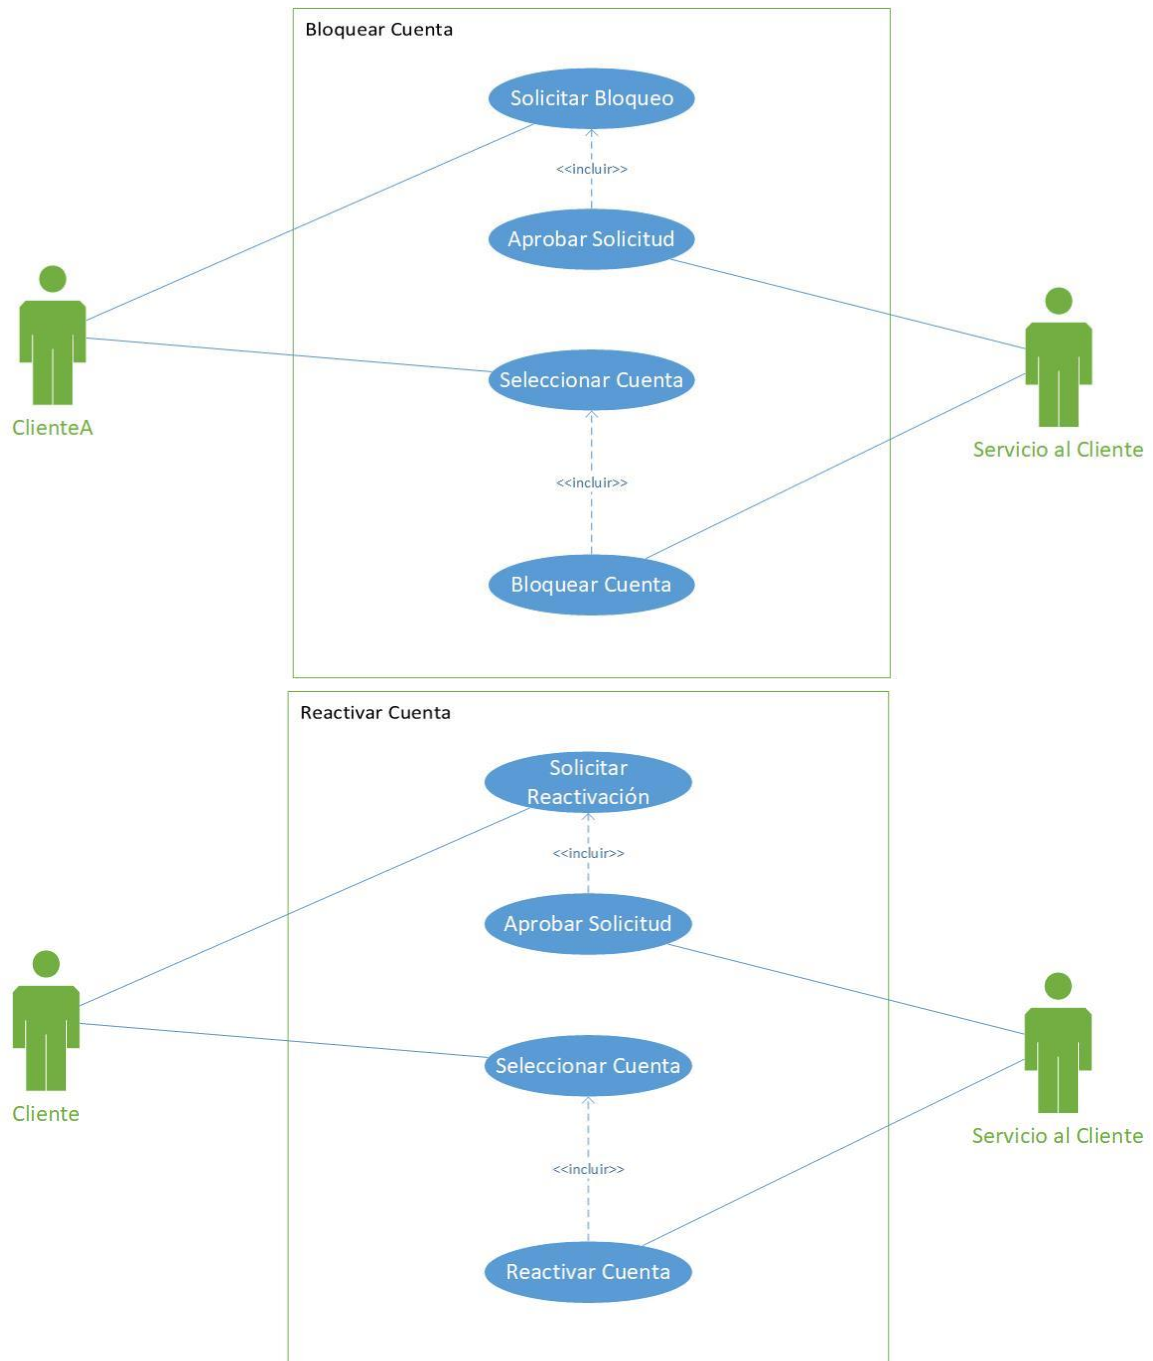 Bloquear Cuenta
Solicitar Bloqueo
<<incluir>>
Aprobar Solicitud
Seleccionar Cuenta
ClienteA
Servicio al Cliente
<<incluir>>
Bloquear Cuenta
Reactivar Cuenta
Solicitar
Reactivación
<<incluir>>
Aprobar Solicitud
Seleccionar Cuenta
Cliente
Servicio al Cliente
<<incluir>>
Reactivar Cuenta